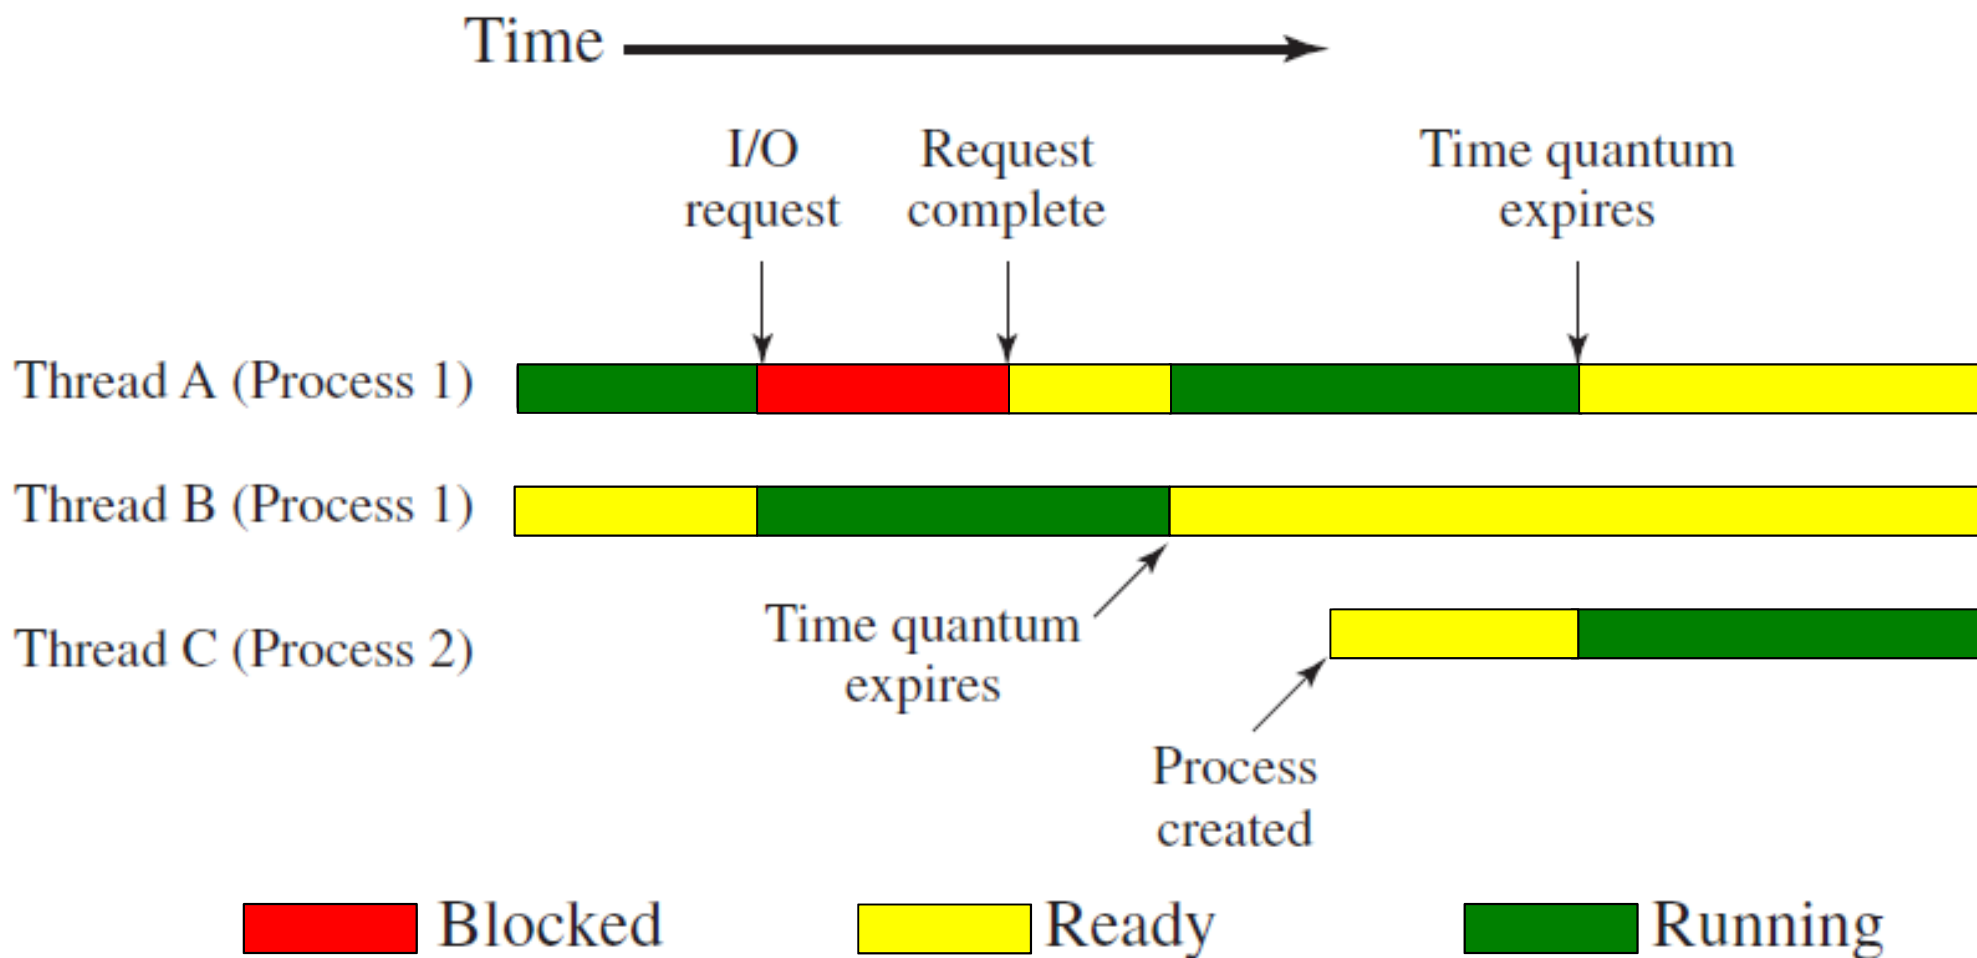 Time
I/O
request
Request
complete
Time quantum
expires
Thread A (Process 1)
Thread B (Process 1)
Thread C (Process 2)
Time quantum
expires
Process
created
Blocked
Ready
Running